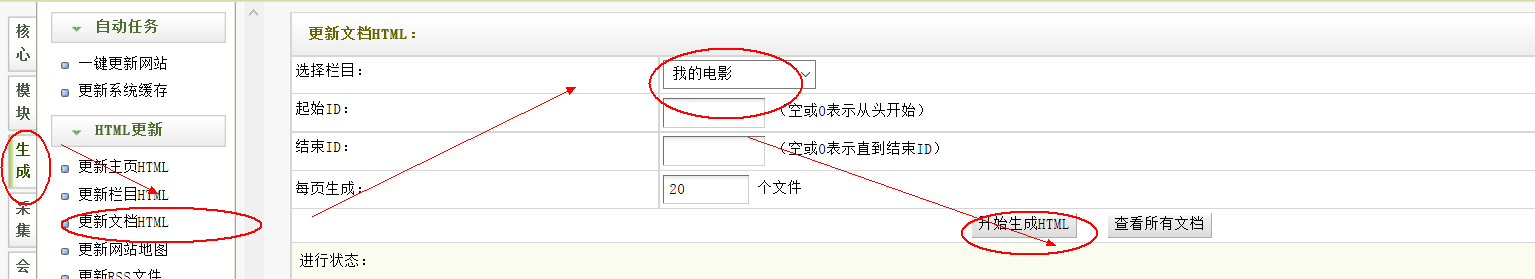 核心
模块
生成
采集
会
自动任务
一键更新网站
更新系统缓存
HTML更新
更新主页HTML
更新栏目HTML
更新文档HTML
更新网站地图
更新RSS文件
更新文档HTML：
选择栏目： 我的电影
起始ID： （空或0表示从头开始）
结束ID： （空或0表示直到结束ID）
每页生成： 20 个文件
开始生成HTML 查看所有文档
进行状态：